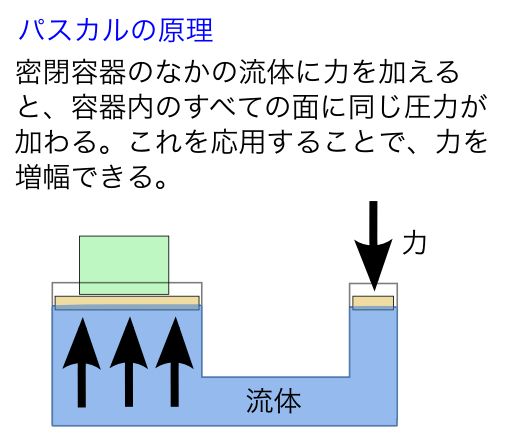 パスカルの原理
密閉容器のなかの流体に力を加える
と、容器内のすべての面に同じ圧力が
加わる。これを応用することで、力を
増幅できる。
力
流体